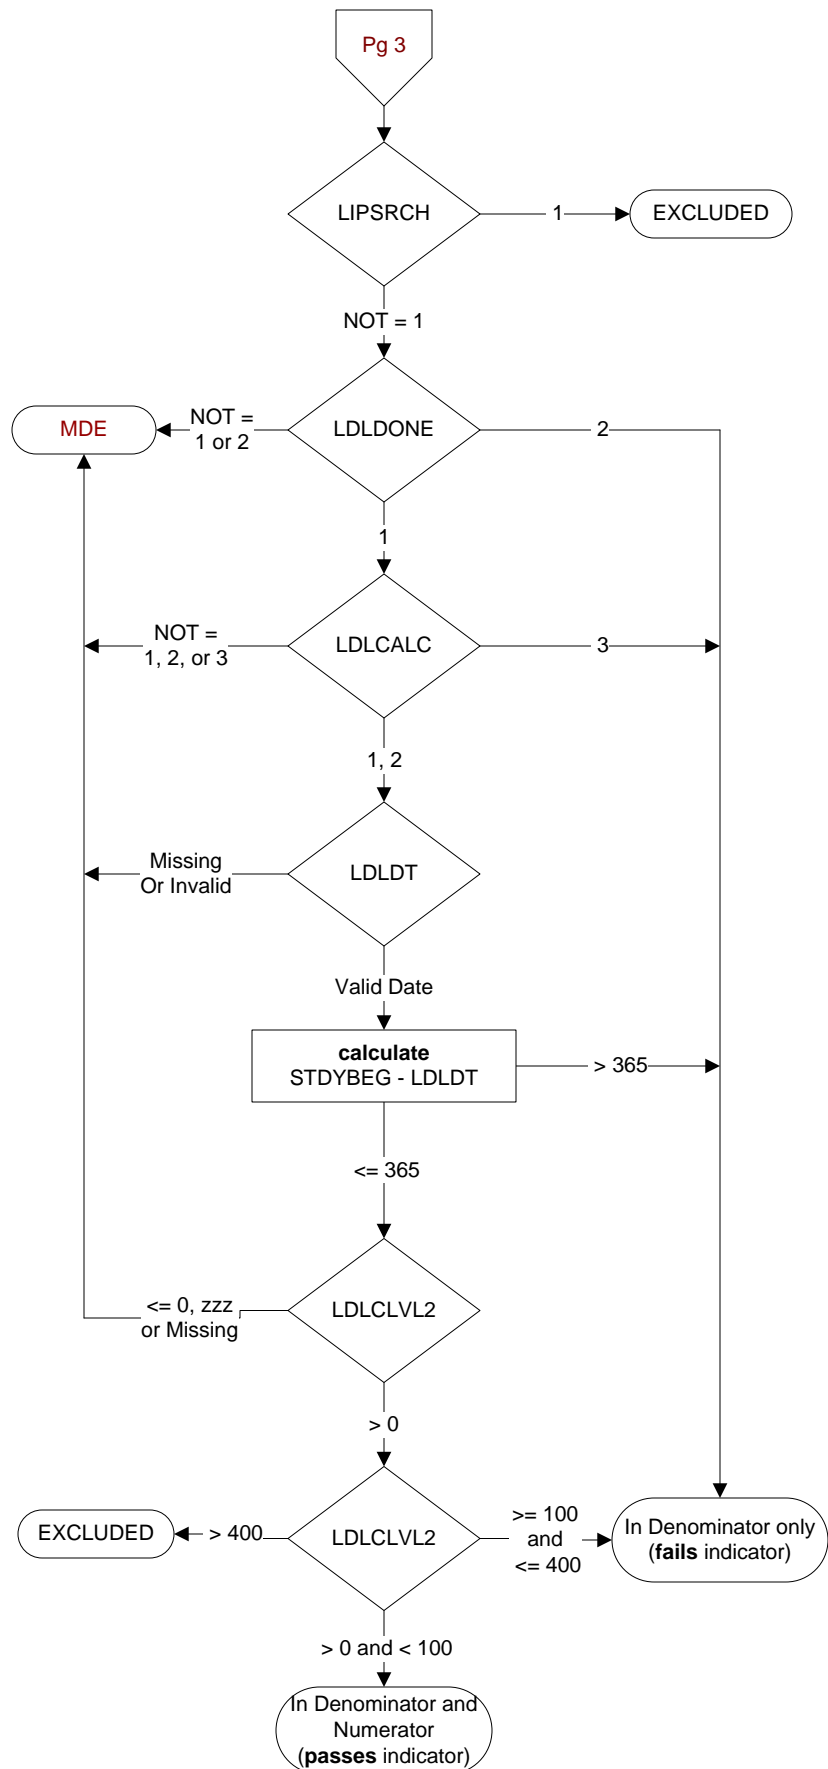 Pg 3
LIPSRCH
1
EXCLUDED
NOT = 1
MDE
NOT =
1 or 2
LDLDONE
2
1
NOT =
1, 2, or 3
LDLCALC
3
1, 2
Missing
Or Invalid
LDLDT
Valid Date
calculate
STDYBEG - LDLDT
> 365
<= 365
<= 0, zzz
or Missing
LDLCLVL2
> 0
EXCLUDED
> 400
LDLCLVL2
>= 100
and
<= 400
In Denominator only
(fails indicator)
> 0 and < 100
In Denominator and
Numerator
(passes indicator)